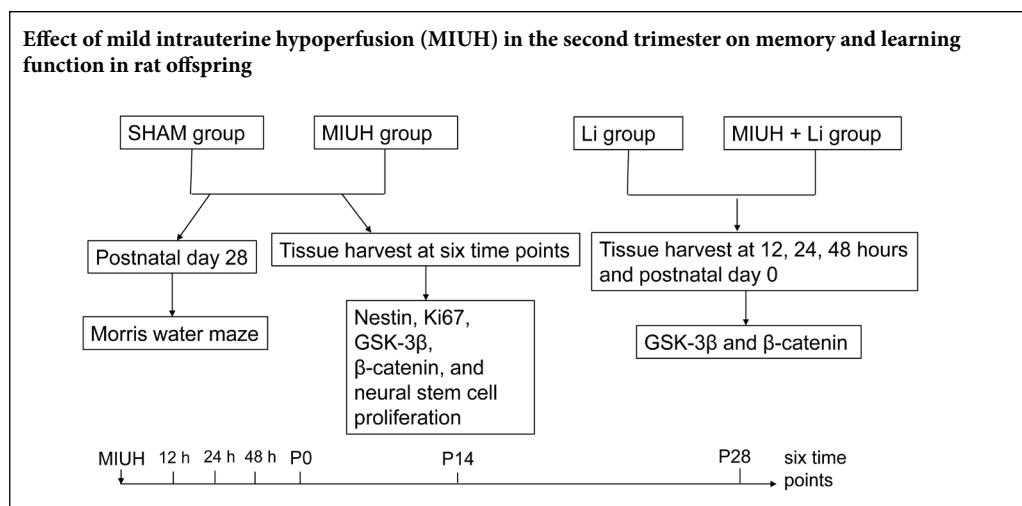 Effect of mild intrauterine hypoperfusion (MIUH) in the second trimester on memory and learning
function in rat offspring
SHAM group
MIUH group
Li group
MIUH + Li group
Postnatal day 28
Tissue harvest at six time points
Tissue harvest at 12, 24, 48 hours
and postnatal day 0
Morris water maze
Nestin, Ki67,
GSK-3β,
β-catenin, and
neural stem cell
proliferation
GSK-3β and β-catenin
MIUH 12 h 24 h 48 h P0 P14 P28 six time
points